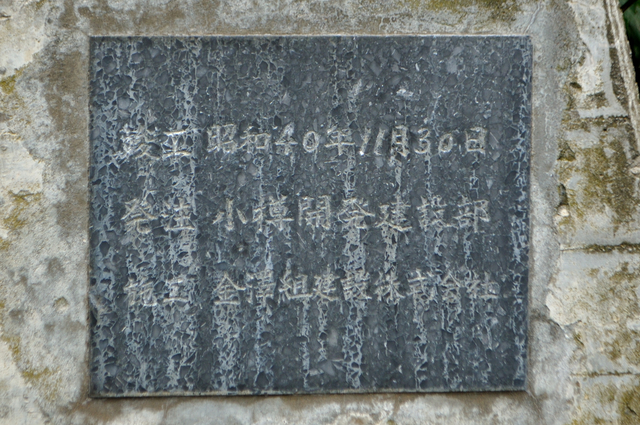 竣工 昭和40年11月30日
発注 小樽開発建設部
施工 金澤組建設株式会社